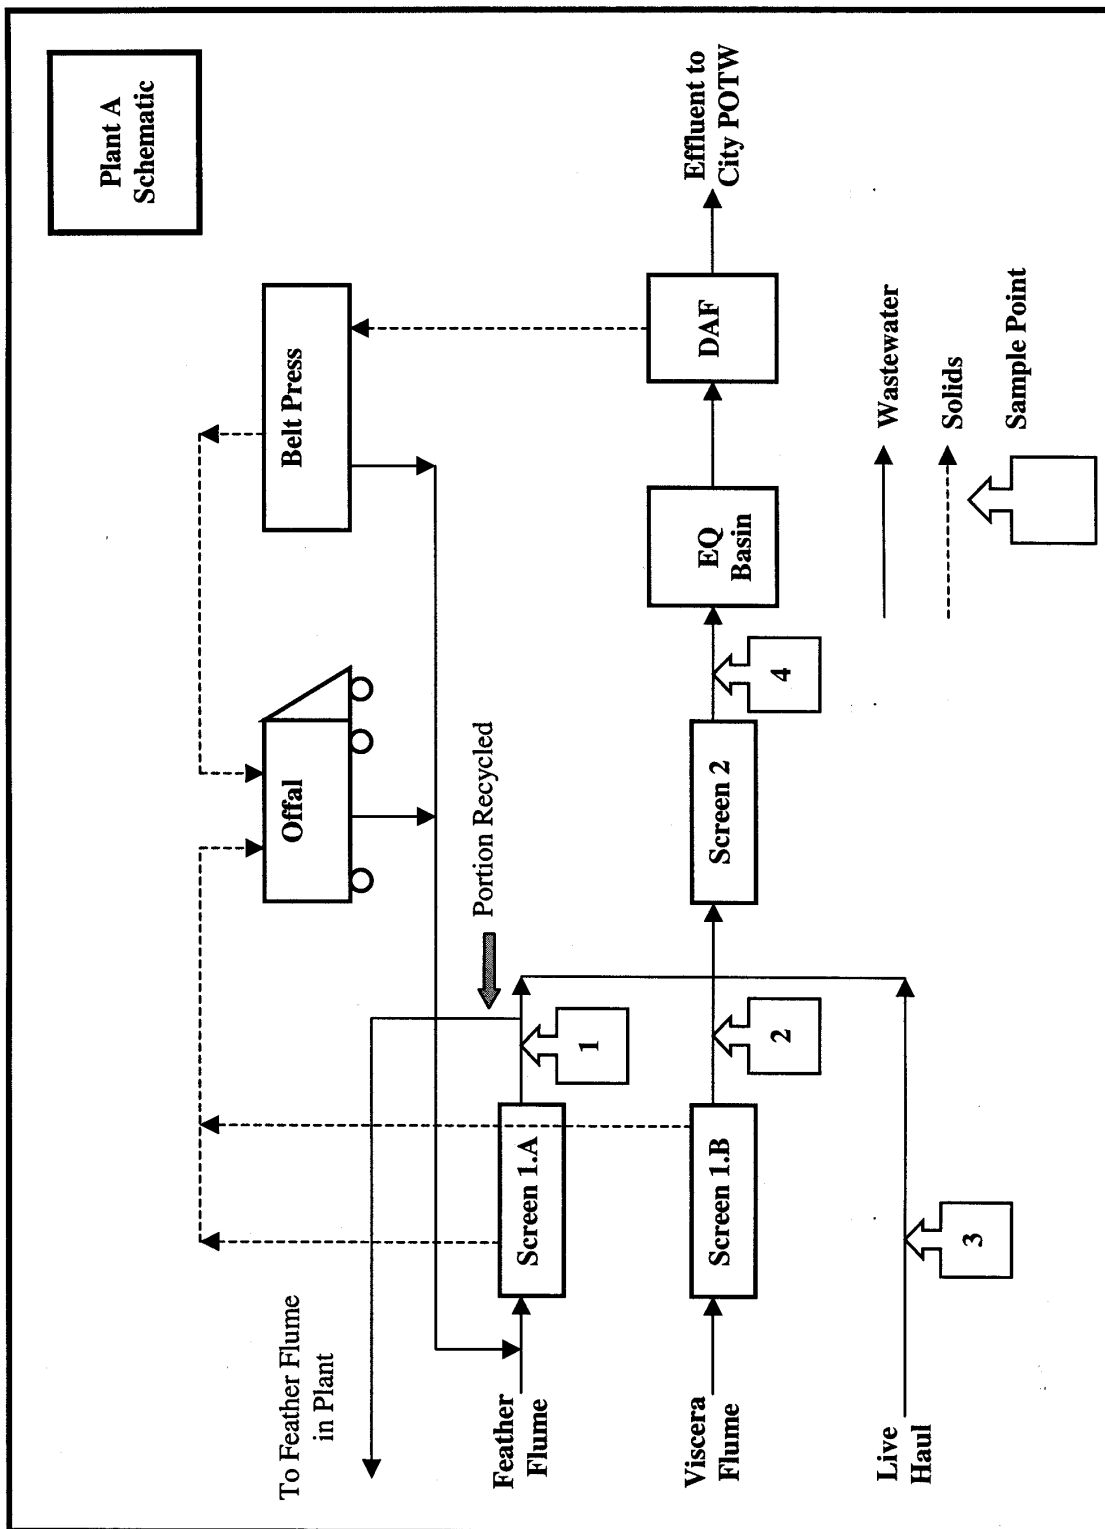 Plant A
Schematic
To Feather Flume
in Plant
Offal
Belt Press
Portion Recycled
Feather
Flume
Screen 1.A
1
Viscera
Flume
Screen 1.B
2
Screen 2
4
EQ
Basin
DAF
Effluent to
City POTW
Live
Haul
3
Wastewater
Solids
Sample Point